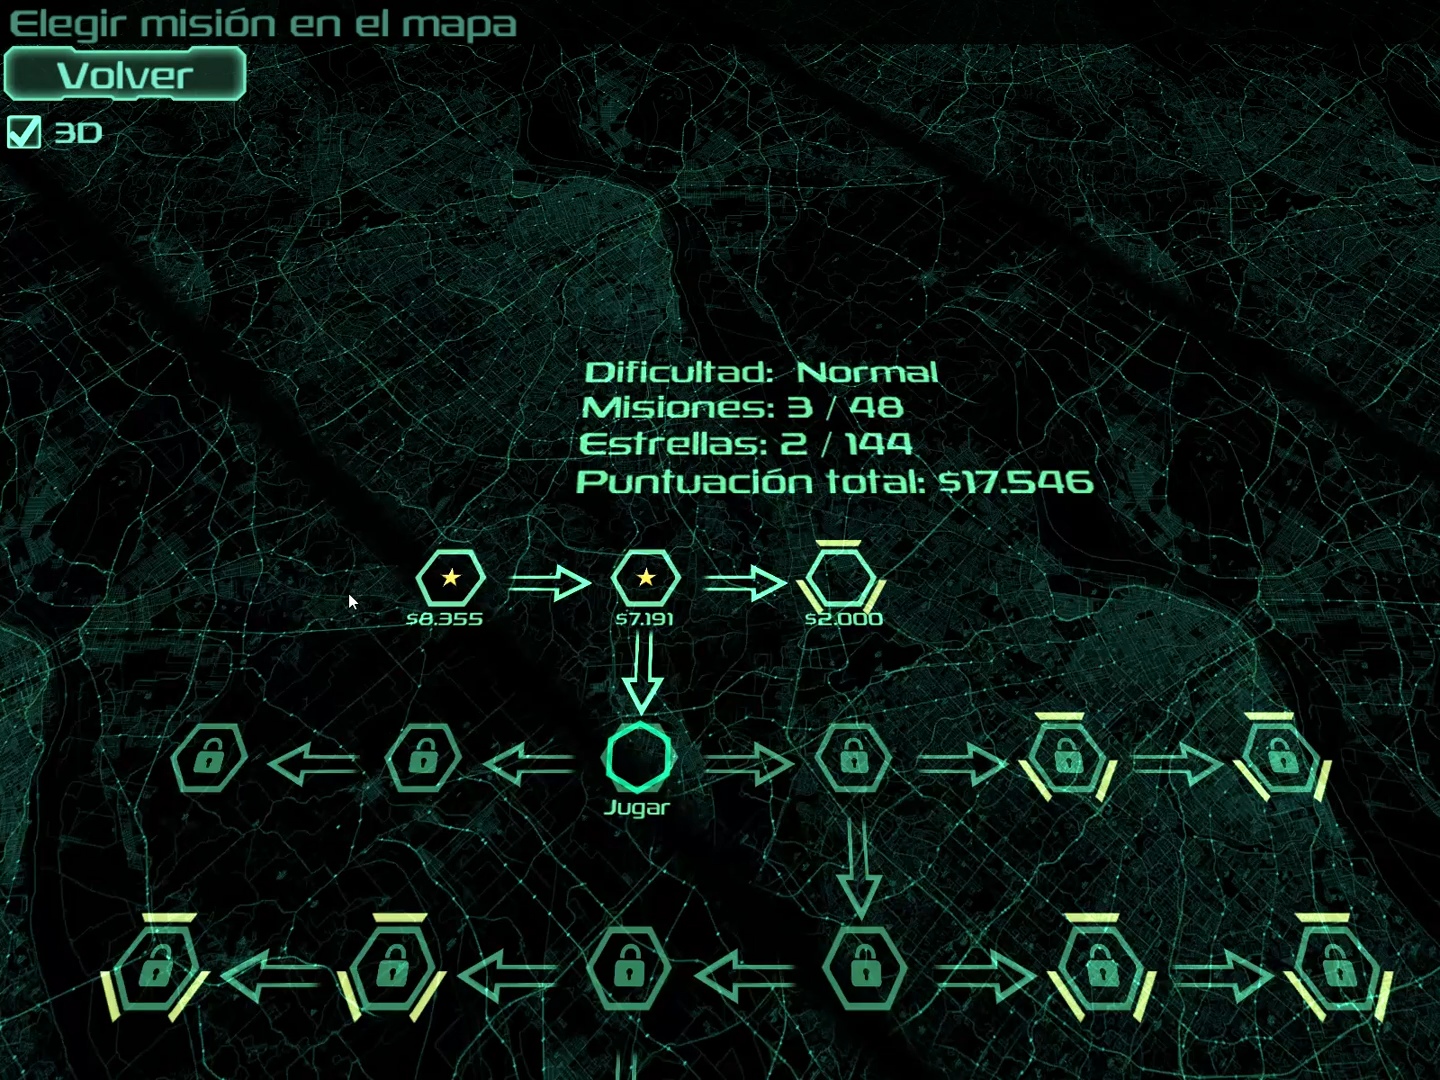 Elegir misión en el mapa
Volver
3D
Dificultad: Normal
Misiones: 3 / 48
Estrellas: 2 / 144
Puntuación total: $17.546
$8.355
$7.191
$2.000
Jugar